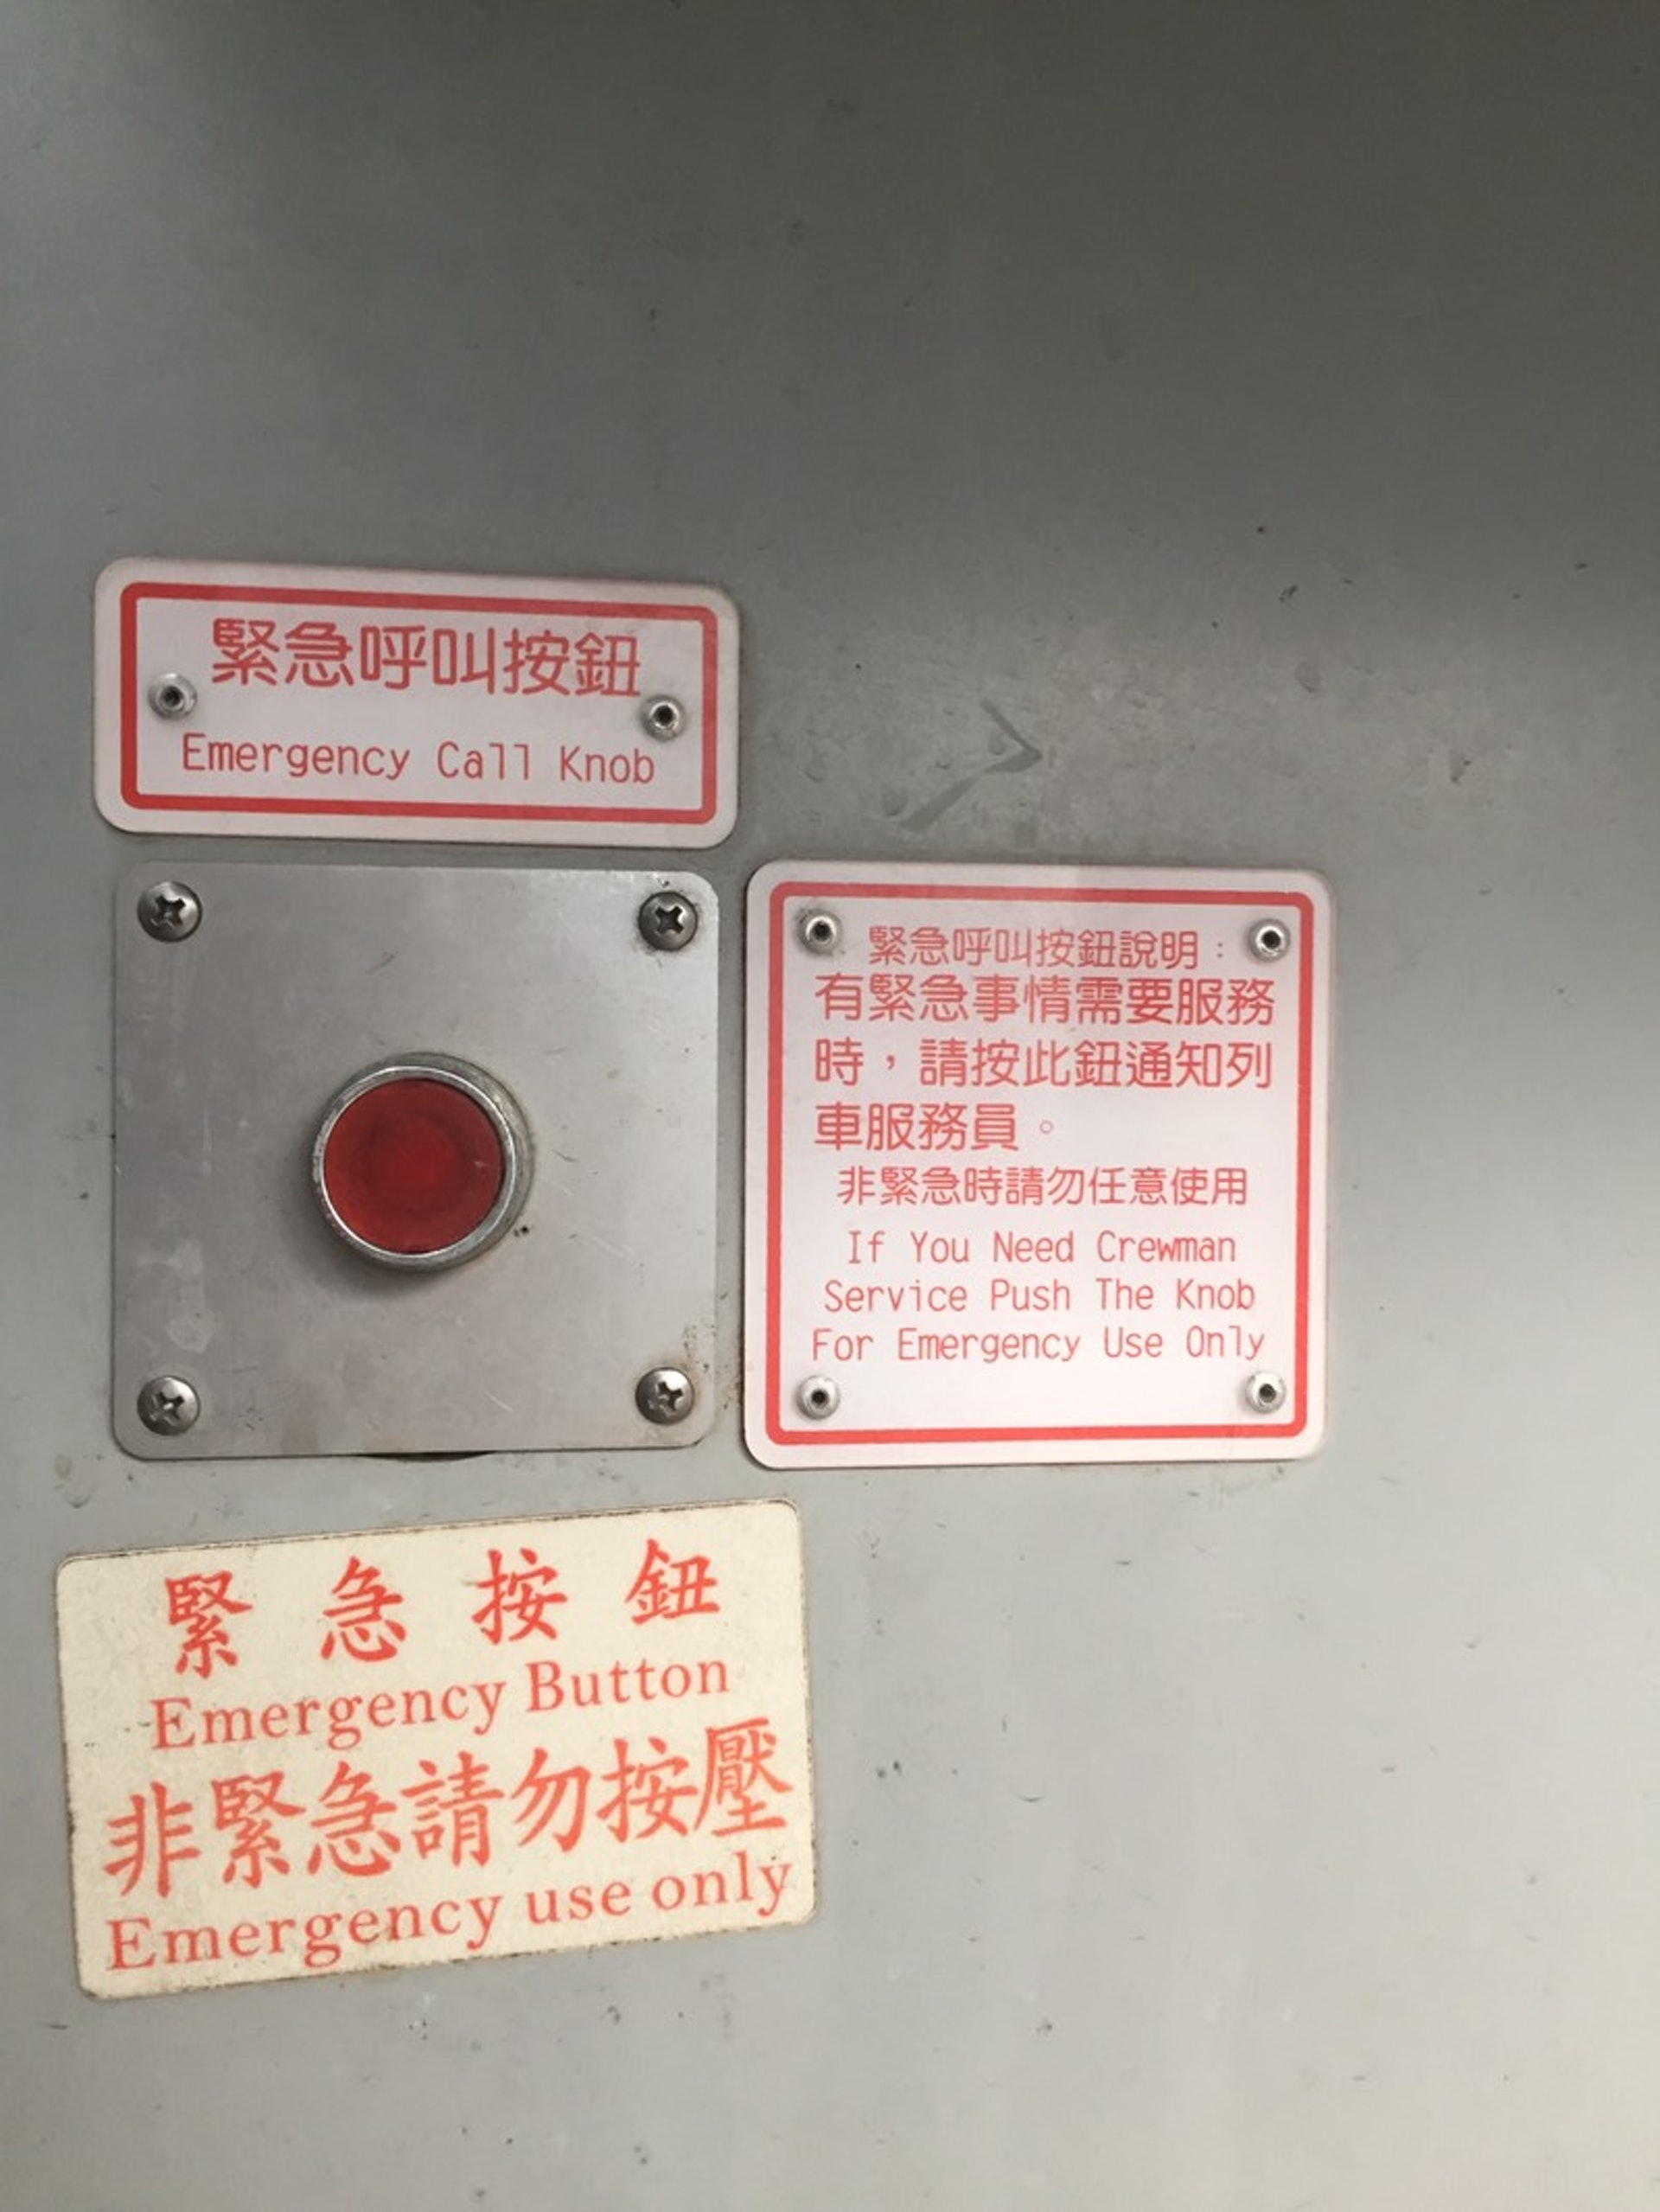 緊急呼叫按鈕
Emergency Call Knob
緊急呼叫按鈕說明：
有緊急事情需要服務
時，請按此鈕通知列
車服務員。
非緊急時請勿任意使用
If You Need Crewman
Service Push The Knob
For Emergency Use Only
緊急按鈕
Emergency Button
非緊急請勿按壓
Emergency use only